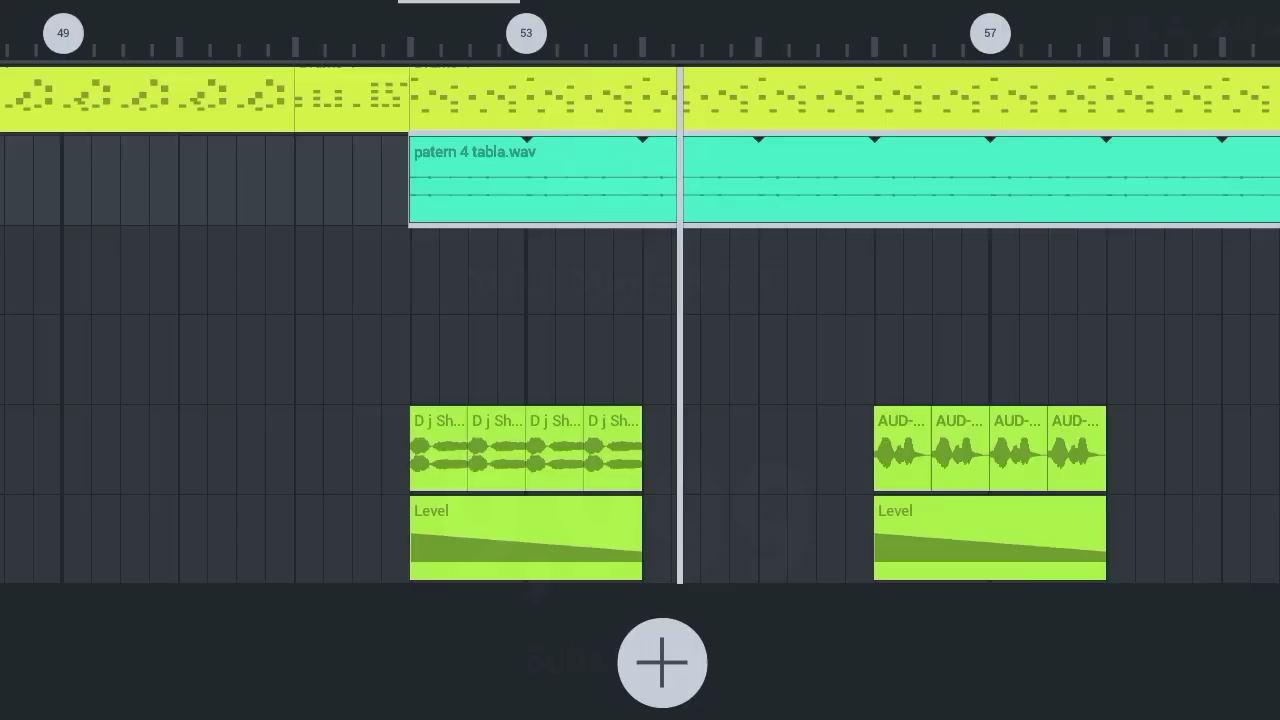 49 53 57
patern 4 tabla.wav
D j Sh... D j Sh... D j Sh... D j Sh... AUD-... AUD-... AUD-... AUD-...
Level Level